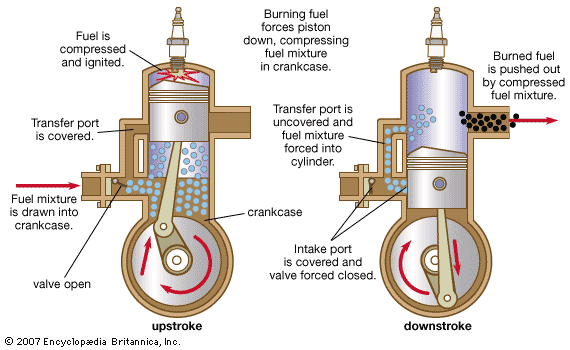 Fuel is
compressed
and ignited.
Burning fuel
forces piston
down, compressing
fuel mixture
in crankcase.
Transfer port
is covered.
Fuel mixture
is drawn into
crankcase.
valve open
crankcase
upstroke
Burned fuel
is pushed out
by compressed
fuel mixture.
Transfer port is
uncovered and
fuel mixture
forced into
cylinder.
Intake port
is covered and
valve forced closed.
downstroke
© 2007 Encyclopædia Britannica, Inc.